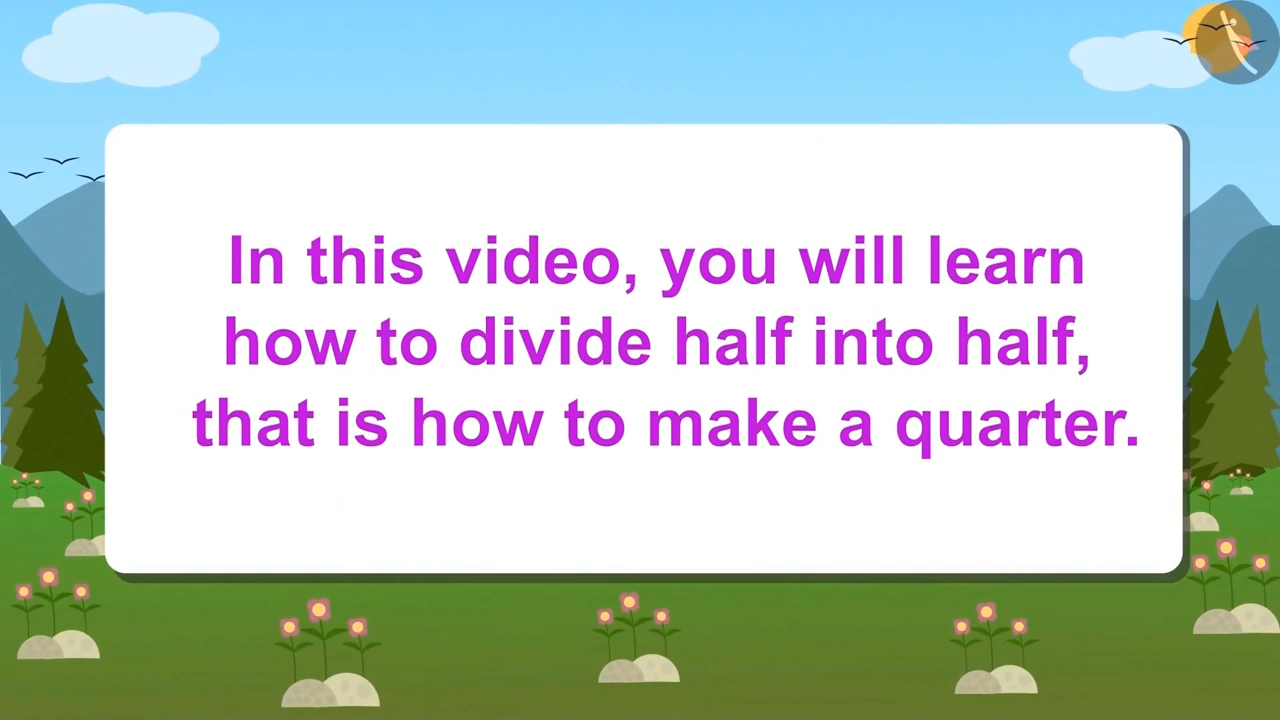 In this video, you will learn
how to divide half into half,
that is how to make a quarter.